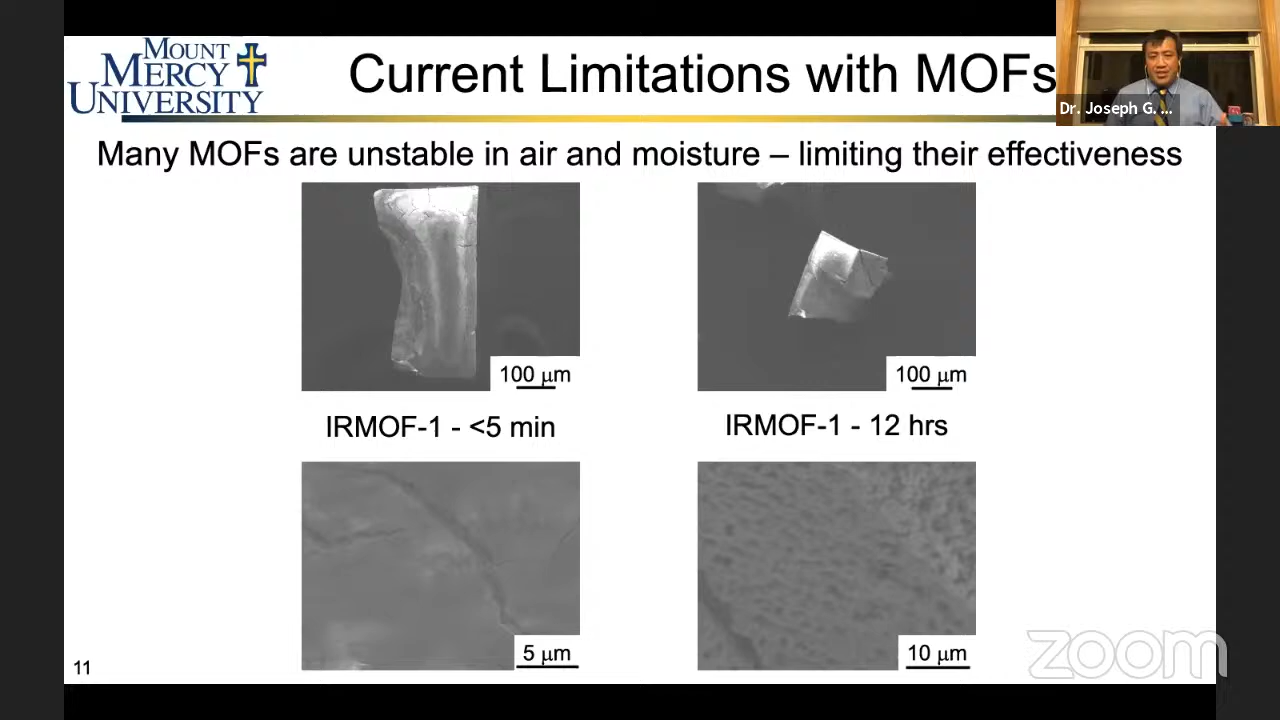 MOUNT
MERCY
UNIVERSITY
Current Limitations with MOFs
Dr. Joseph G. ...
Many MOFs are unstable in air and moisture – limiting their effectiveness
100 μm
100 μm
IRMOF-1 - <5 min
IRMOF-1 - 12 hrs
5 μm
10 μm
11
zoom